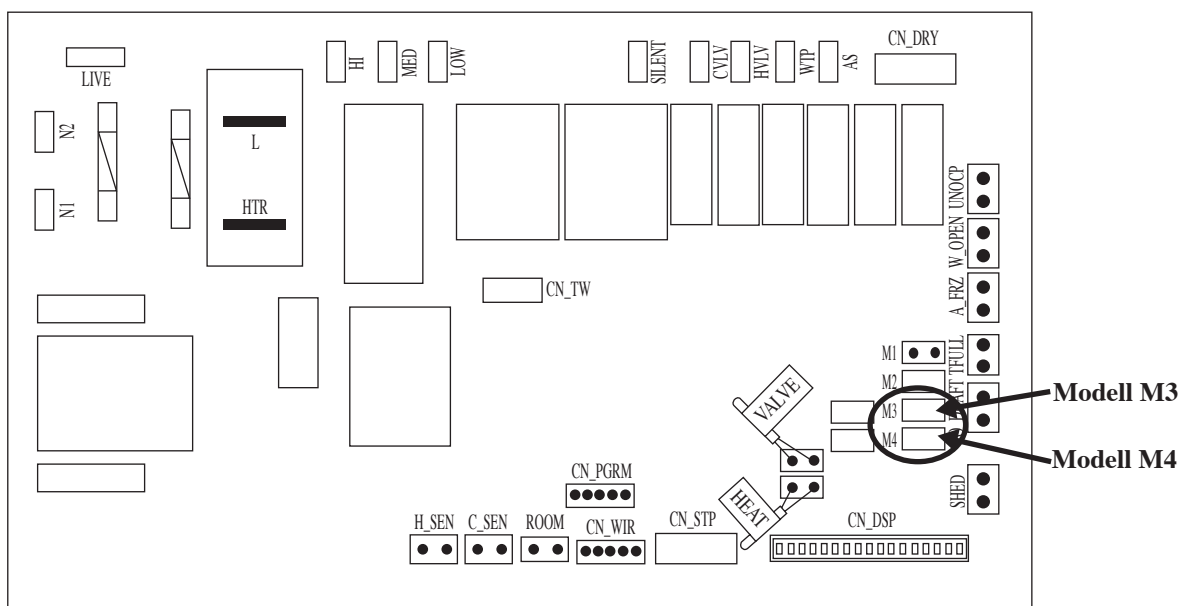 LIVE
HI
MED
LOW
SILENT
CVLV
HVLV
WTP
AS
CN_DRY
N2
N1
L
HTR
UNOCP
W_OPEN
A_FRZ
CN_TW
M1
TFULL
M2
M3
M4
Modell M3
Modell M4
VALVE
HEAT
SHED
CN_PGRM
H_SEN
C_SEN
ROOM
CN_WIR
CN_STP
CN_DSP